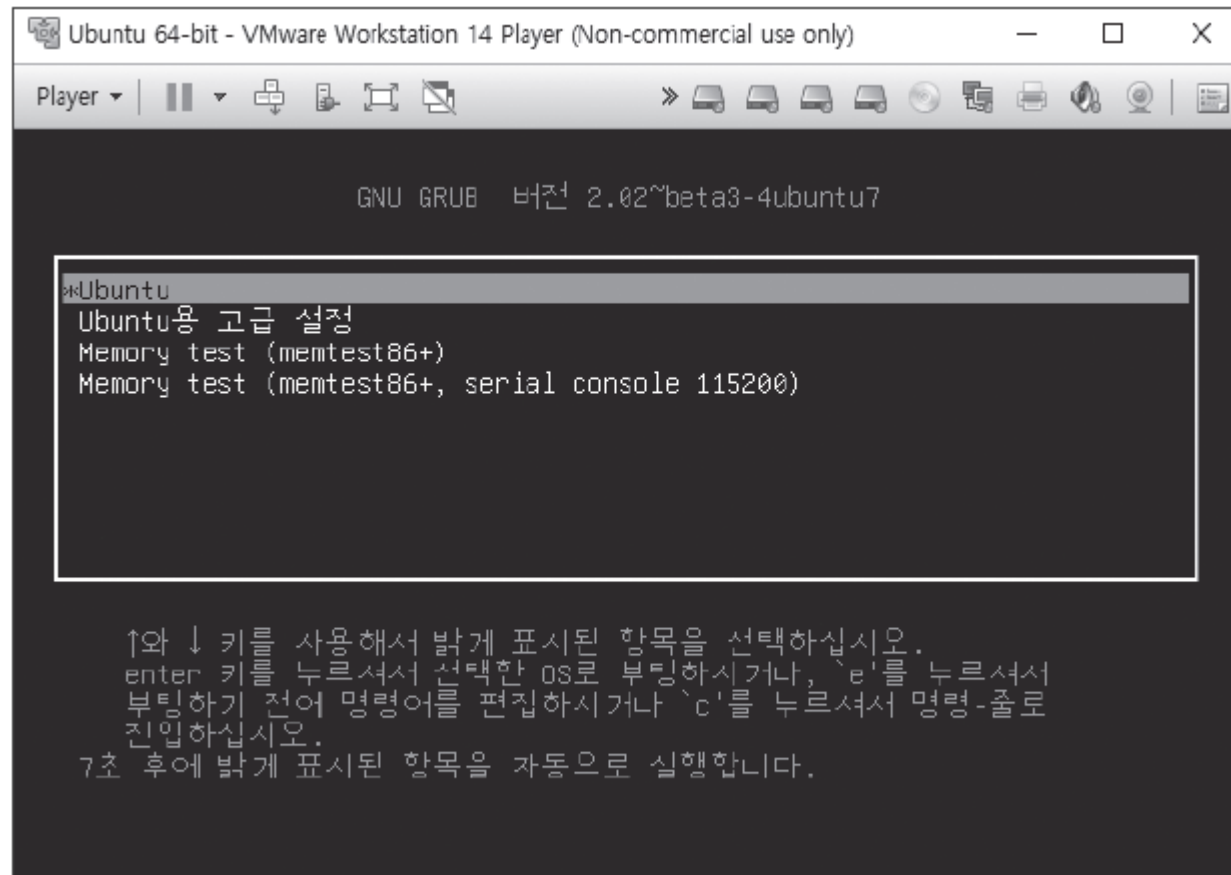 Ubuntu 64-bit - VMware Workstation 14 Player (Non-commercial use only)
Player
GNU GRUB 버전 2.02~beta3-4ubuntu7
*Ubuntu
Ubuntu용 고급 설정
Memory test (memtest86+)
Memory test (memtest86+, serial console 115200)
↑와 ↓ 키를 사용해서 밝게 표시된 항목을 선택하십시오.
enter 키를 누르셔서 선택한 OS로 부팅하시거나, `e'를 누르셔서
부팅하기 전에 명령어를 편집하시거나 `c'를 누르셔서 명령-줄로
진입하십시오.
7초 후에 밝게 표시된 항목을 자동으로 실행합니다.